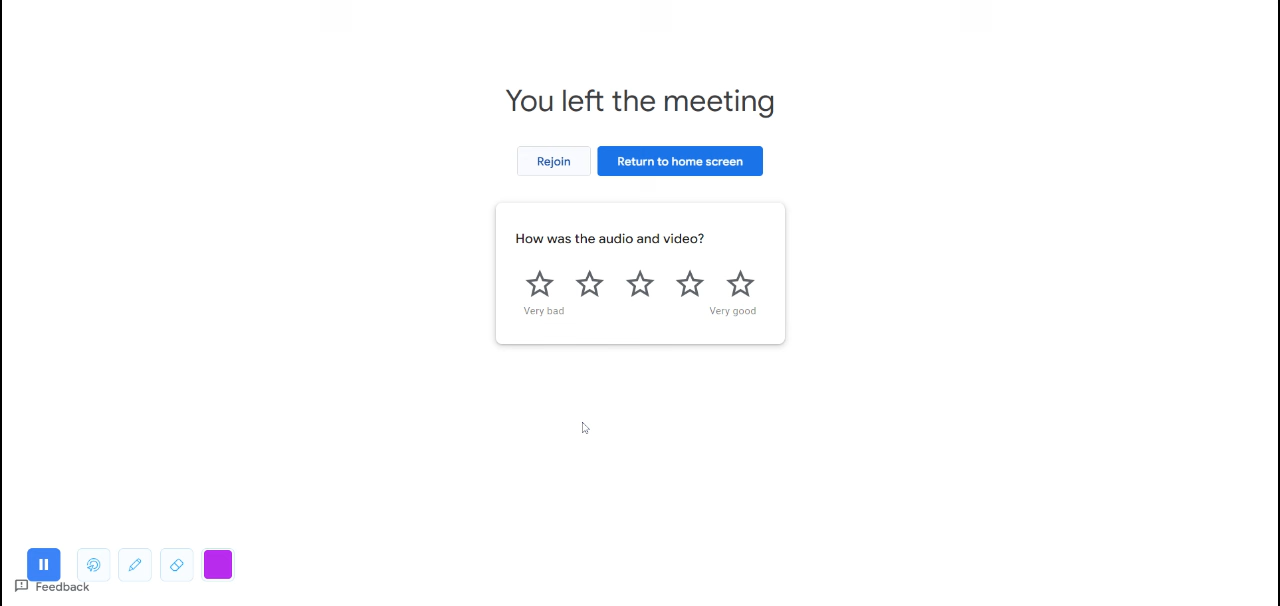 You left the meeting
Rejoin
Return to home screen
How was the audio and video?
Very bad
Very good
Feedback